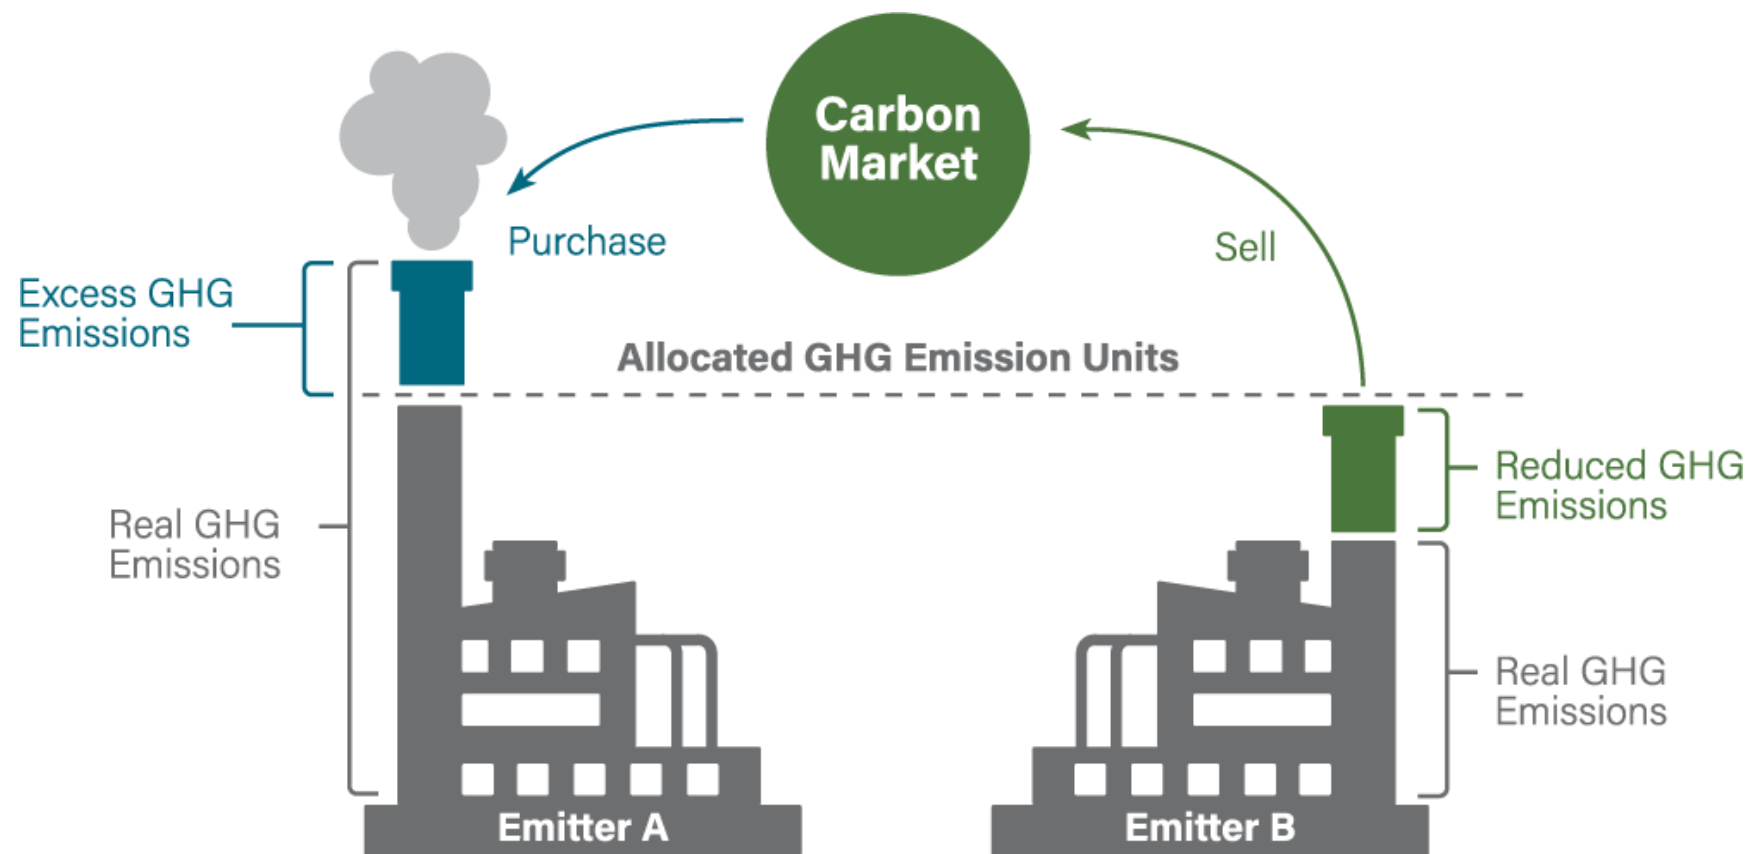 Carbon
Market
Purchase
Sell
Excess GHG
Emissions
Allocated GHG Emission Units
Reduced GHG
Emissions
Real GHG
Emissions
Real GHG
Emissions
Emitter A
Emitter B